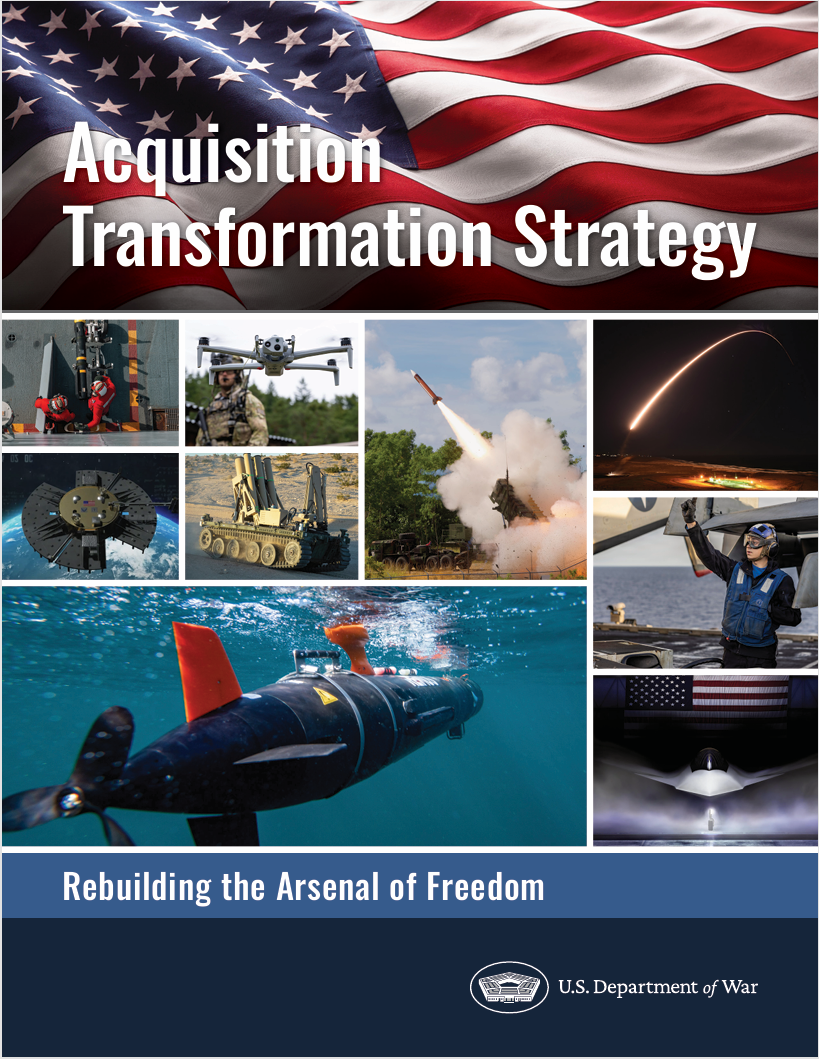 Acquisition
Transformation Strategy
Rebuilding the Arsenal of Freedom
U.S. Department of War